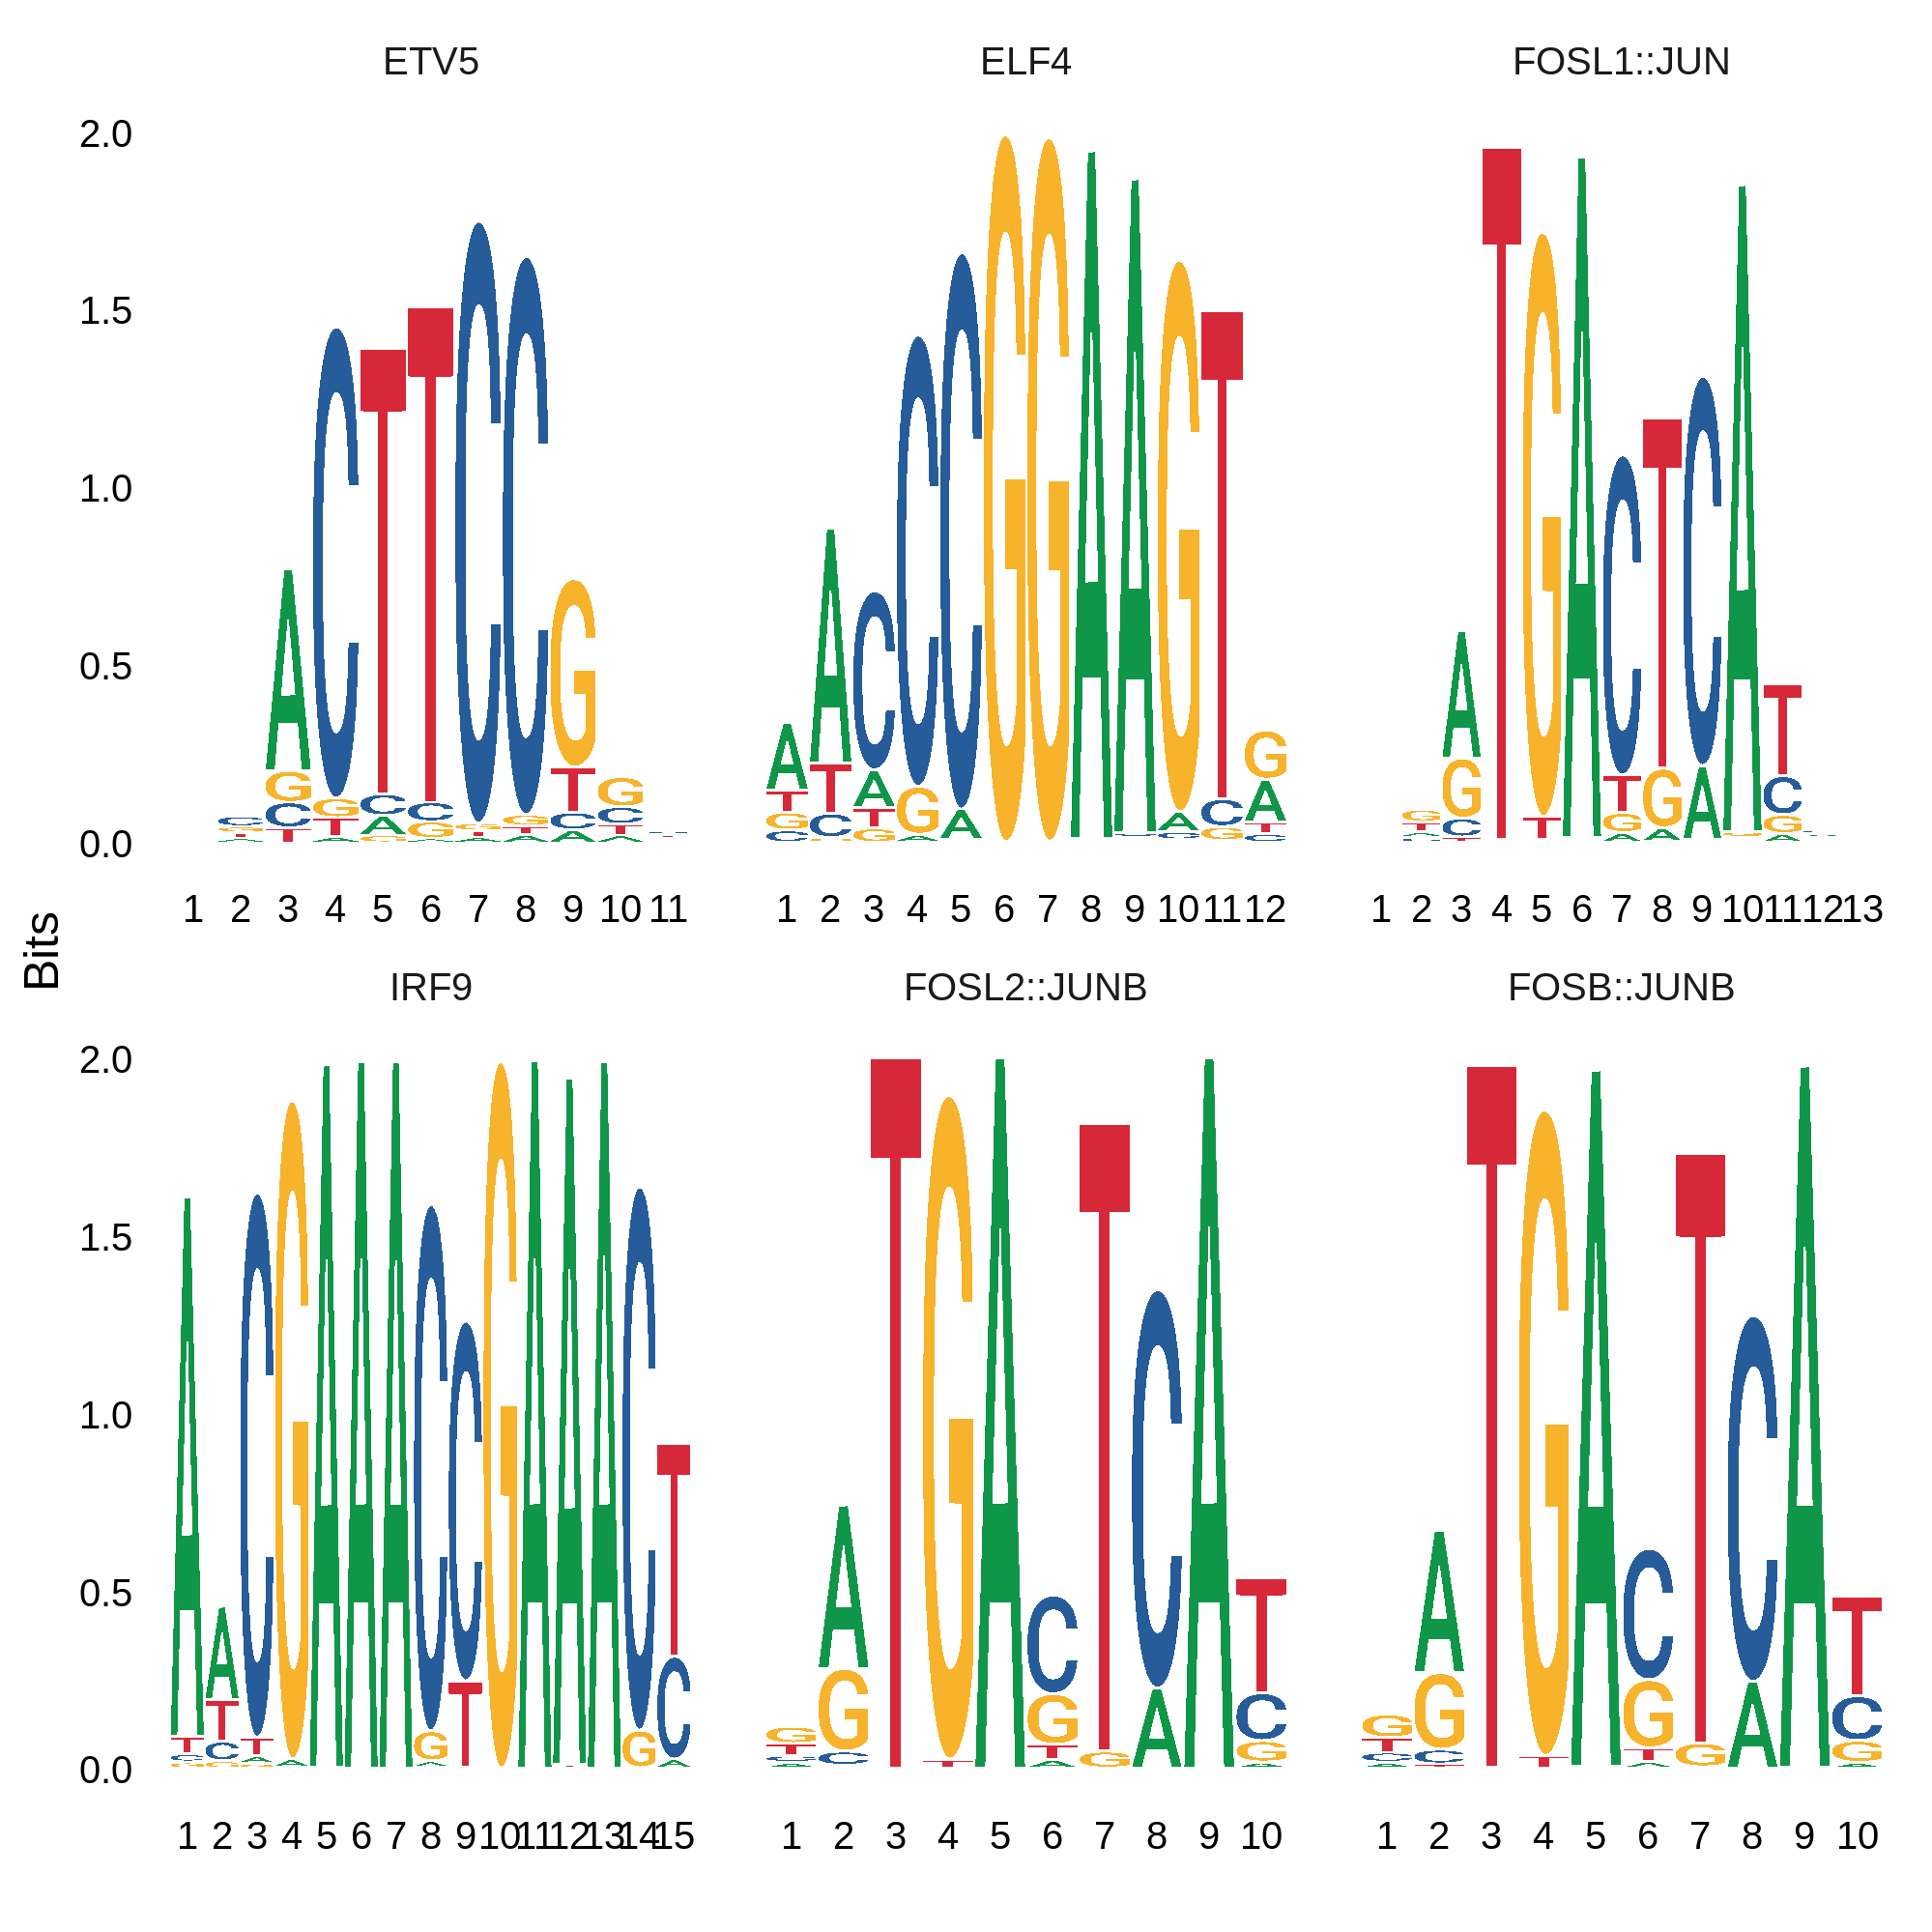 ETV5 ELF4 FOSL1::JUN
2.0
1.5
1.0
0.5
0.0
1 2 3 4 5 6 7 8 9 10 11
1 2 3 4 5 6 7 8 9 10 11 12
1 2 3 4 5 6 7 8 9 10 11 12 13
Bits
IRF9 FOSL2::JUNB FOSB::JUNB
2.0
1.5
1.0
0.5
0.0
1 2 3 4 5 6 7 8 9 10 11 12 13 14 15
1 2 3 4 5 6 7 8 9 10
1 2 3 4 5 6 7 8 9 10